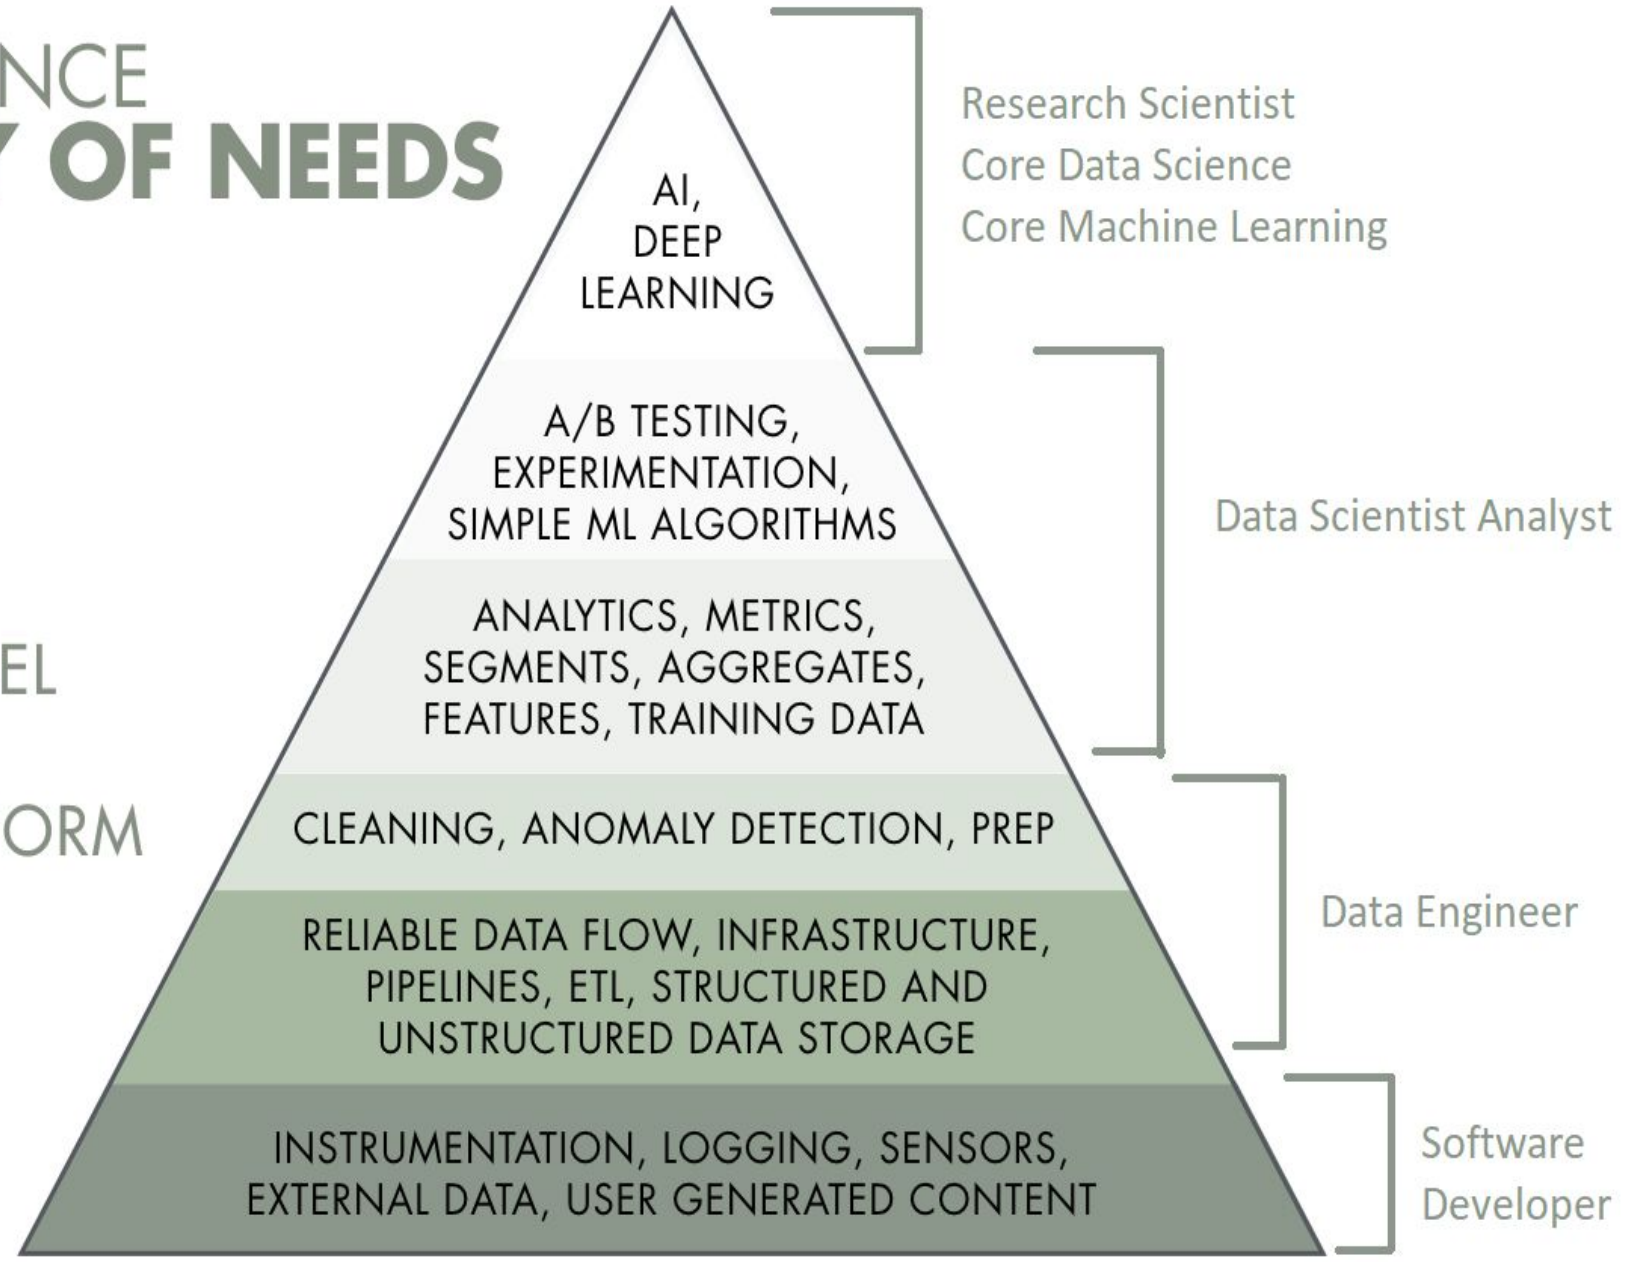 NCE
Y OF NEEDS
AI,
DEEP
LEARNING
Research Scientist
Core Data Science
Core Machine Learning
A/B TESTING,
EXPERIMENTATION,
SIMPLE ML ALGORITHMS
Data Scientist Analyst
ANALYTICS, METRICS,
SEGMENTS, AGGREGATES,
FEATURES, TRAINING DATA
EL
ORM
CLEANING, ANOMALY DETECTION, PREP
RELIABLE DATA FLOW, INFRASTRUCTURE,
PIPELINES, ETL, STRUCTURED AND
UNSTRUCTURED DATA STORAGE
Data Engineer
INSTRUMENTATION, LOGGING, SENSORS,
EXTERNAL DATA, USER GENERATED CONTENT
Software
Developer